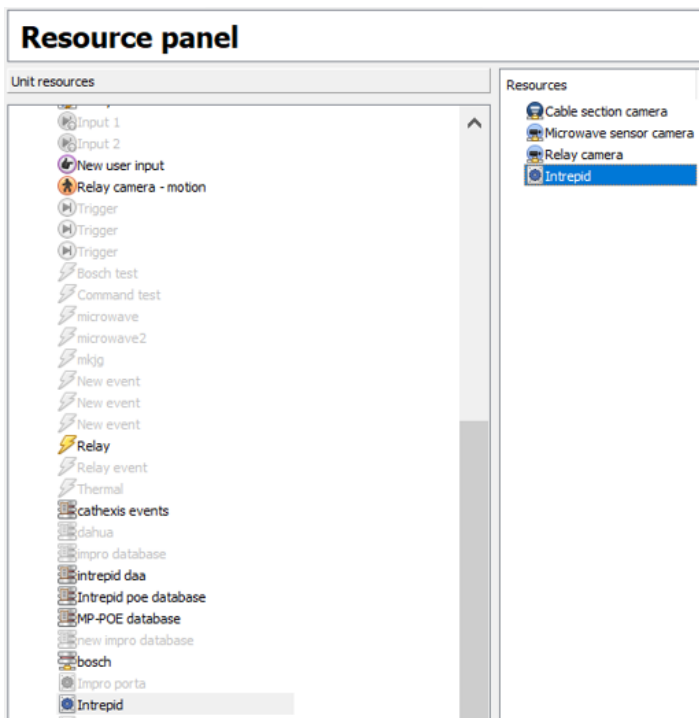 Resource panel
Unit resources
Input 1
Input 2
New user input
Relay camera - motion
Trigger
Trigger
Trigger
Bosch test
Command test
microwave
microwave2
mkjg
New event
New event
New event
Relay
Relay event
Thermal
cathexis events
dahua
impro database
intrepid daa
Intrepid poe database
MP-POE database
new impro database
bosch
Impro porta
Intrepid
Resources
Cable section camera
Microwave sensor camera
Relay camera
Intrepid